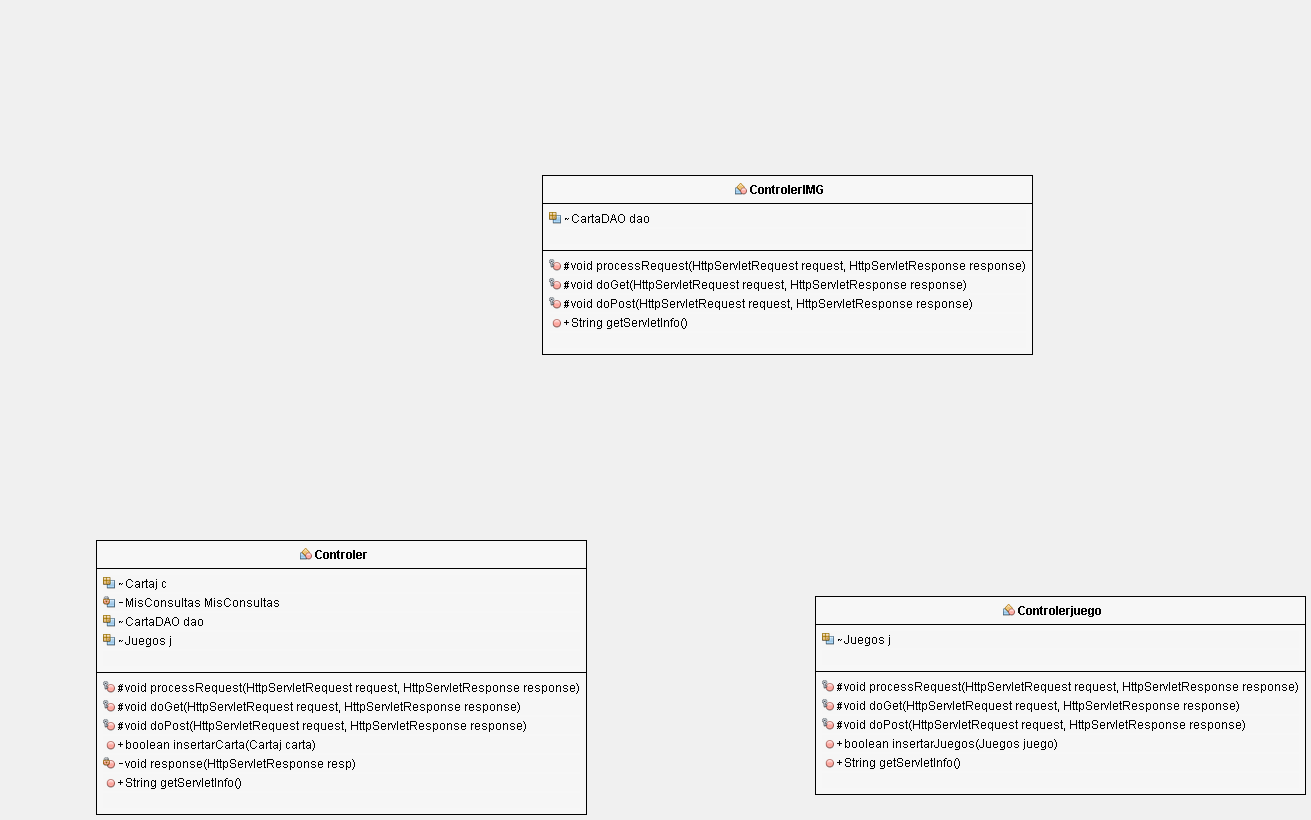 ControlerIMG
~CartaDAO dao
#void processRequest(HttpServletRequest request, HttpServletResponse response)
#void doGet(HttpServletRequest request, HttpServletResponse response)
#void doPost(HttpServletRequest request, HttpServletResponse response)
+String getServletInfo()
Controler
~Cartaj c
-MisConsultas MisConsultas
~CartaDAO dao
~Juegos j
#void processRequest(HttpServletRequest request, HttpServletResponse response)
#void doGet(HttpServletRequest request, HttpServletResponse response)
#void doPost(HttpServletRequest request, HttpServletResponse response)
+boolean insertarCarta(Cartaj carta)
-void response(HttpServletResponse resp)
+String getServletInfo()
Controlerjuego
~Juegos j
#void processRequest(HttpServletRequest request, HttpServletResponse response)
#void doGet(HttpServletRequest request, HttpServletResponse response)
#void doPost(HttpServletRequest request, HttpServletResponse response)
+boolean insertarJuegos(Juegos juego)
+String getServletInfo()